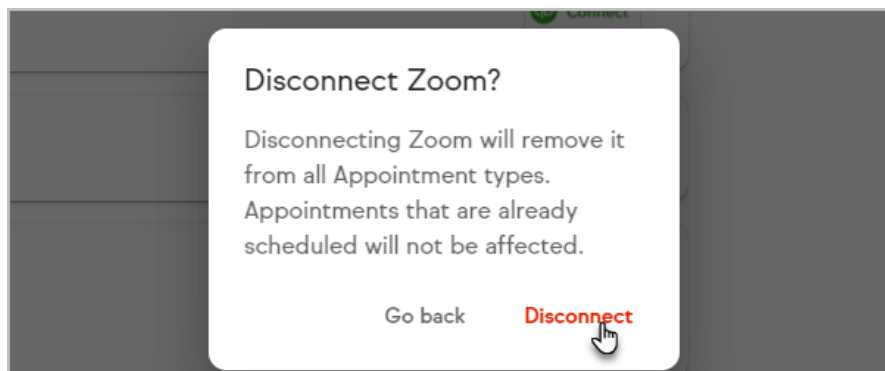 Connect
Disconnect Zoom?
Disconnecting Zoom will remove it
from all Appointment types.
Appointments that are already
scheduled will not be affected.
Go back Disconnect